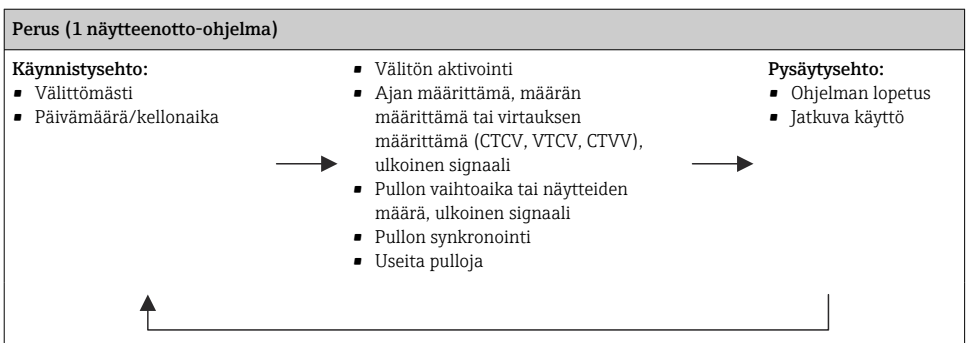 Perus (1 näytteenotto-ohjelma)
Käynnistysehto:
▪ Välittömästi
▪ Päivämäärä/kellonaika
▪ Välitön aktivointi
▪ Ajan määrittämä, määrän
määrittämä tai virtauksen
määrittämä (CTCV, VTCV, CTVV),
ulkoinen signaali
▪ Pullon vaihtoaika tai näytteiden
määrä, ulkoinen signaali
▪ Pullon synkronointi
▪ Useita pulloja
Pysäytysehto:
▪ Ohjelman lopetus
▪ Jatkuva käyttö